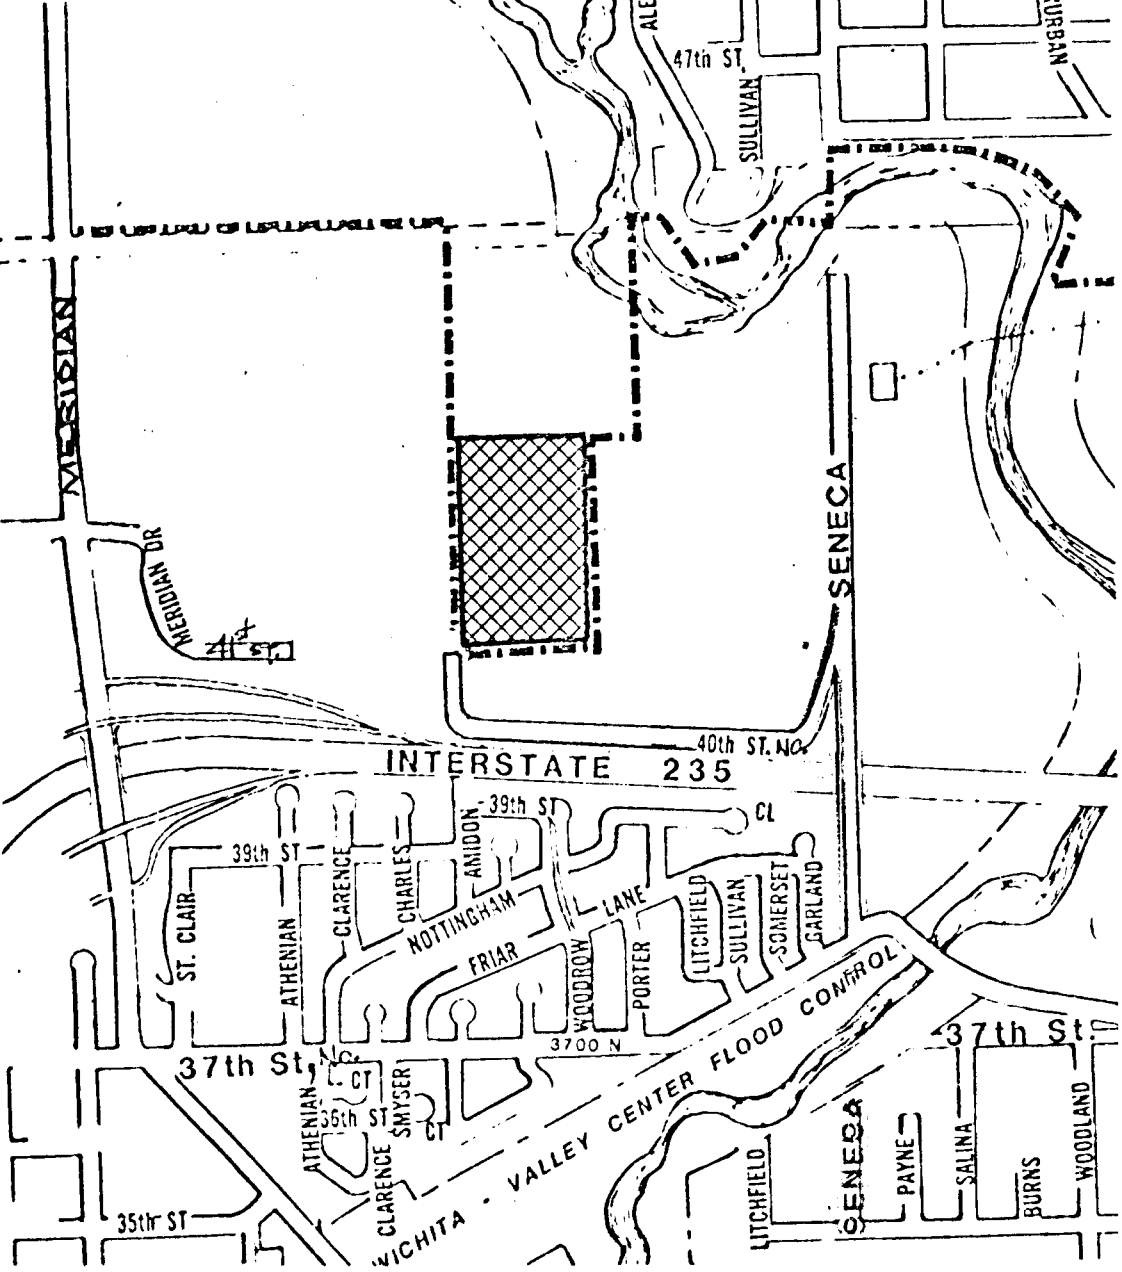 47th ST.
SULLIVAN
MERIDIAN
SENECA
MERIDIAN DR
41st ST.
40th ST. NO.
INTERSTATE 235
39th ST
CL
AMIDON
39th ST
CLARENCE
CHARLES
NOTTINGHAM
LANE
FRIAR
ST. CLAIR
ATHENIAN
WOODROW
PORTER
LITCHFIELD
SULLIVAN
SOMERSET
GARLAND
3700 N
37th St. No.
37th St.
CT
36th ST
ATHENIAN
SMYSER
CT
CLARENCE
35th ST
WICHITA - VALLEY CENTER FLOOD CONTROL
LITCHFIELD
SENECA
PAYNE
SALINA
BURNS
WOODLAND